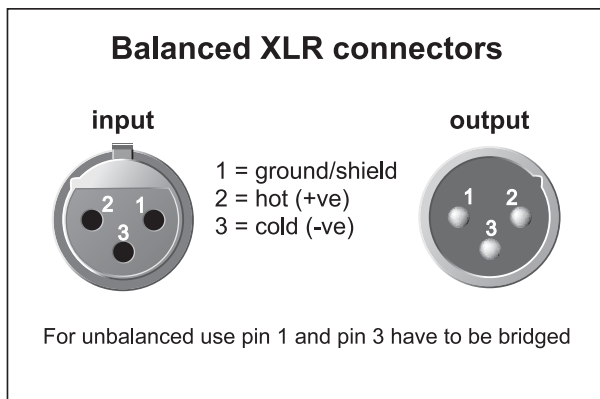 Balanced XLR connectors
input
output
1 = ground/shield
2 = hot (+ve)
3 = cold (-ve)
2 1
3
1 2
3
For unbalanced use pin 1 and pin 3 have to be bridged